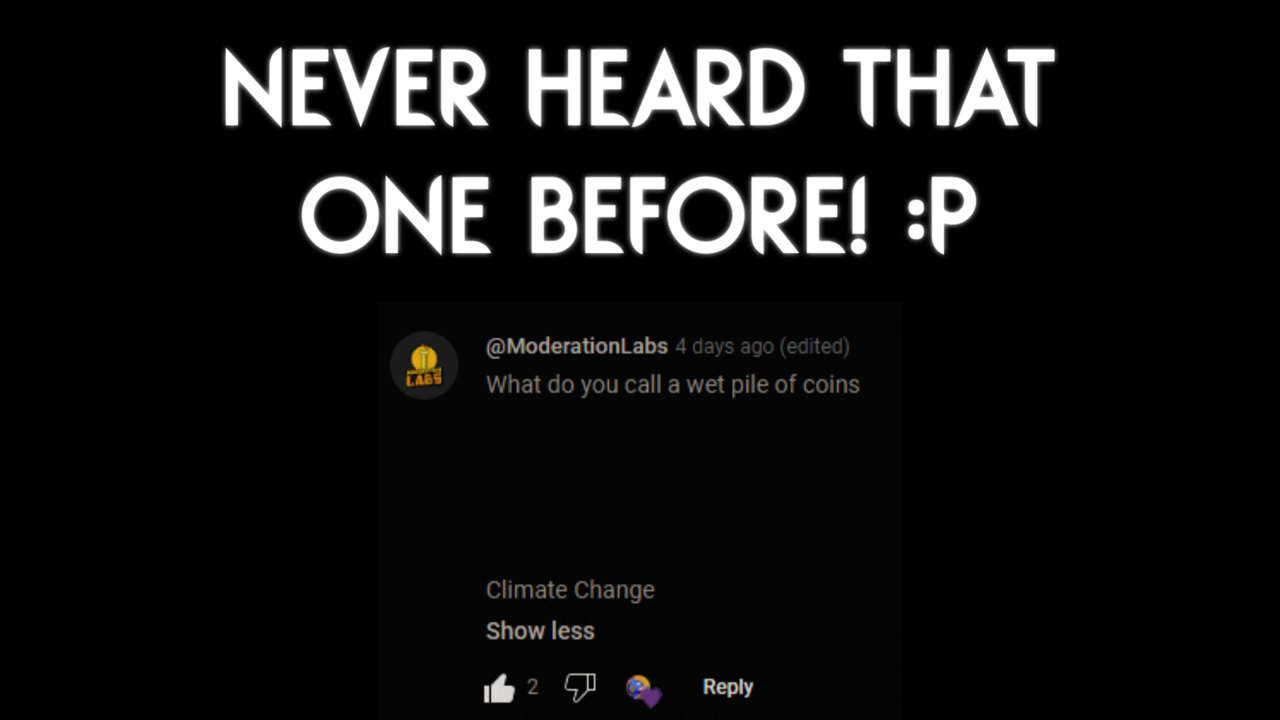 NEVER HEARD THAT
ONE BEFORE! :P
@ModerationLabs 4 days ago (edited)
What do you call a wet pile of coins
Climate Change
Show less
2 Reply
LABS